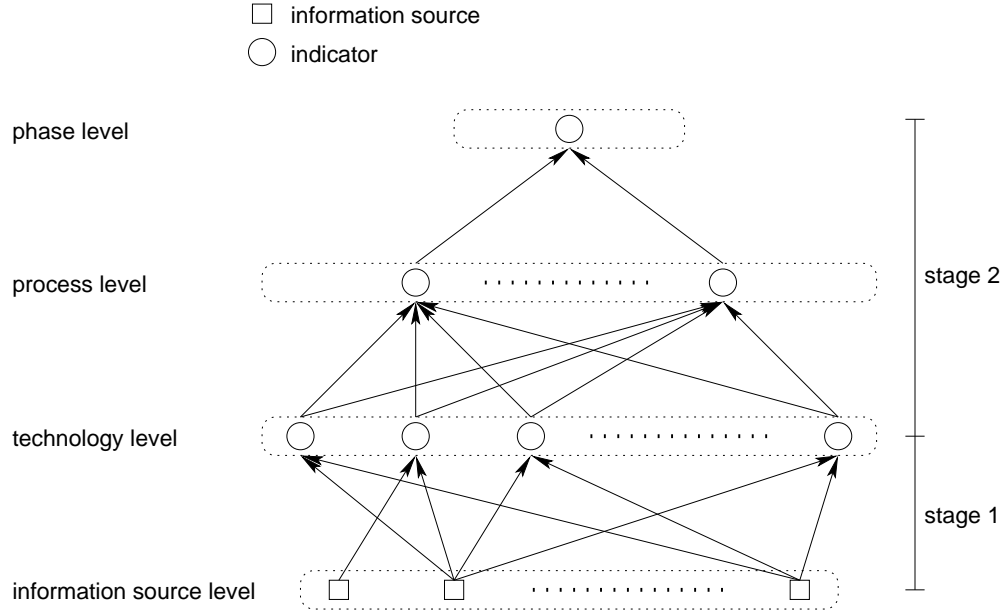 information source
indicator
phase level
process level
stage 2
technology level
stage 1
information source level